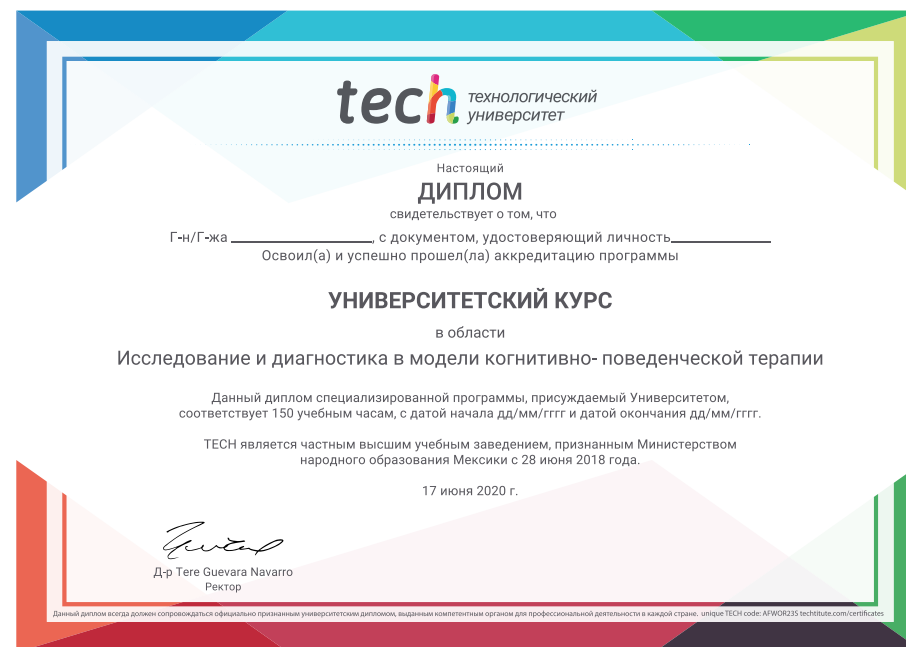 tech технологический
университет
Настоящий
ДИПЛОМ
свидетельствует о том, что
Г-н/Г-жа ____________________, с документом, удостоверяющий личность______________
Освоил(а) и успешно прошел(ла) аккредитацию программы
УНИВЕРСИТЕТСКИЙ КУРС
в области
Исследование и диагностика в модели когнитивно- поведенческой терапии
Данный диплом специализированной программы, присуждаемый Университетом,
соответствует 150 учебным часам, с датой начала дд/мм/гггг и датой окончания дд/мм/гггг.
TECH является частным высшим учебным заведением, признанным Министерством
народного образования Мексики с 28 июня 2018 года.
17 июня 2020 г.
Д-р Tere Guevara Navarro
Ректор
Данный диплом всегда должен сопровождаться официально признанным университетским дипломом, выданным компетентным органом для профессиональной деятельности в каждой стране. unique TECH code: AFWOR23S techtitute.com/certificates